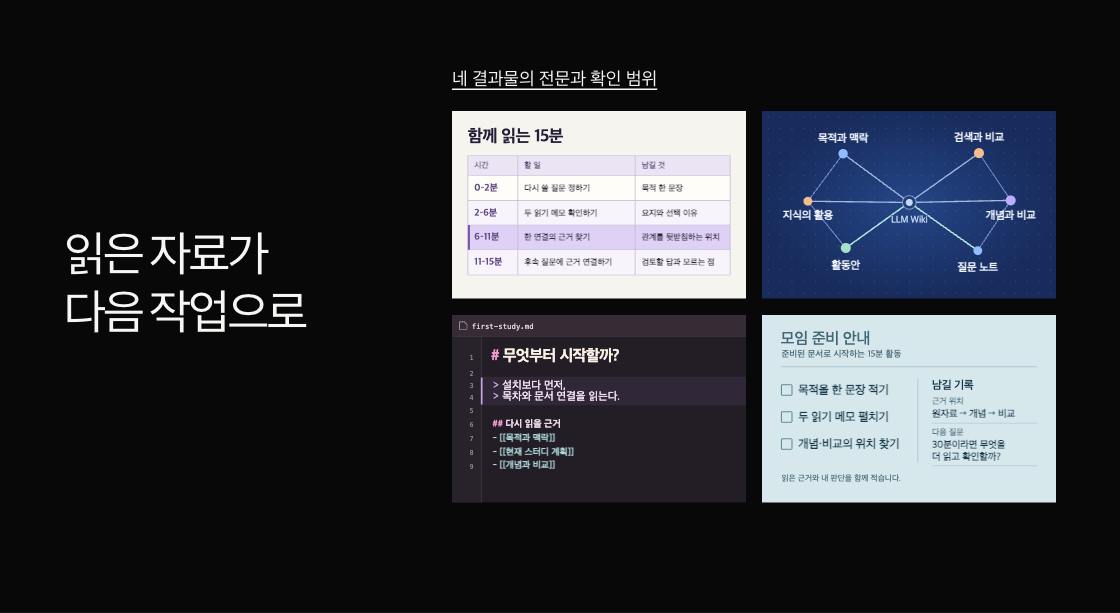 네 결과물의 전문과 확인 범위
읽은 자료가
다음 작업으로
함께 읽는 15분
시간 할 일 남길 것
0-2분 다시 쓸 질문 정하기 목적 한 문장
2-6분 두 읽기 메모 확인하기 요지와 선택 이유
6-11분 한 연결의 근거 찾기 관계를 뒷받침하는 위치
11-15분 후속 질문에 근거 연결하기 검토할 답과 모르는 점
목적과 맥락
검색과 비교
지식의 활용
LLM Wiki
개념과 비교
활동안
질문 노트
first-study.md
1 # 무엇부터 시작할까?
2
3 > 설치보다 먼저,
4 > 목차와 문서 연결을 읽는다.
5
6 ## 다시 읽을 근거
7 - [[목적과 맥락]]
8 - [[현재 스터디 계획]]
9 - [[개념과 비교]]
모임 준비 안내
준비된 문서로 시작하는 15분 활동
목적을 한 문장 적기
두 읽기 메모 펼치기
개념·비교의 위치 찾기
남길 기록
근거 위치
원자료 → 개념 → 비교
다음 질문
30분이라면 무엇을
더 읽고 확인할까?
읽은 근거와 내 판단을 함께 적습니다.